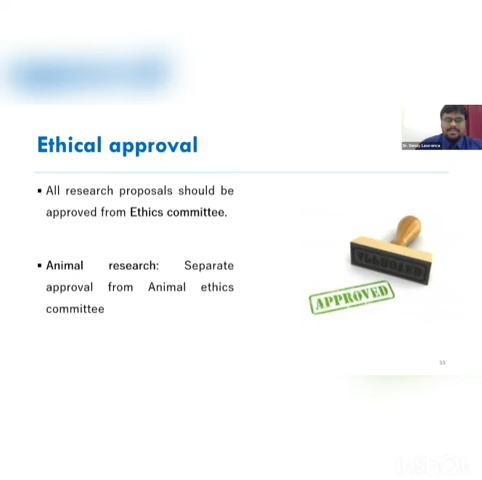 Ethical approval
▪ All research proposals should be
approved from Ethics committee.
▪ Animal research: Separate
approval from Animal ethics
committee
APPROVED